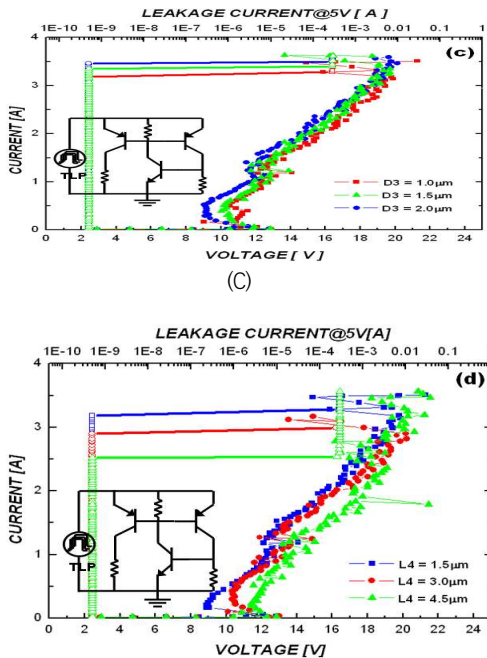 LEAKAGE CURRENT@5V [ A ]
1E-10 1E-9 1E-8 1E-7 1E-6 1E-5 1E-4 1E-3 0.01 0.1 1
(c)
CURRENT[A]
4
3
2
1
0
TLP
D3 = 1.0μm
D3 = 1.5μm
D3 = 2.0μm
0 2 4 6 8 10 12 14 16 18 20 22 24
VOLTAGE[ V ]
(C)
LEAKAGE CURRENT@5V[A]
1E-10 1E-9 1E-8 1E-7 1E-6 1E-5 1E-4 1E-3 0.01 0.1 1
(d)
CURRENT[A]
4
3
2
1
0
TLP
L4 = 1.5μm
L4 = 3.0μm
L4 = 4.5μm
0 2 4 6 8 10 12 14 16 18 20 22 24
VOLTAGE [V]